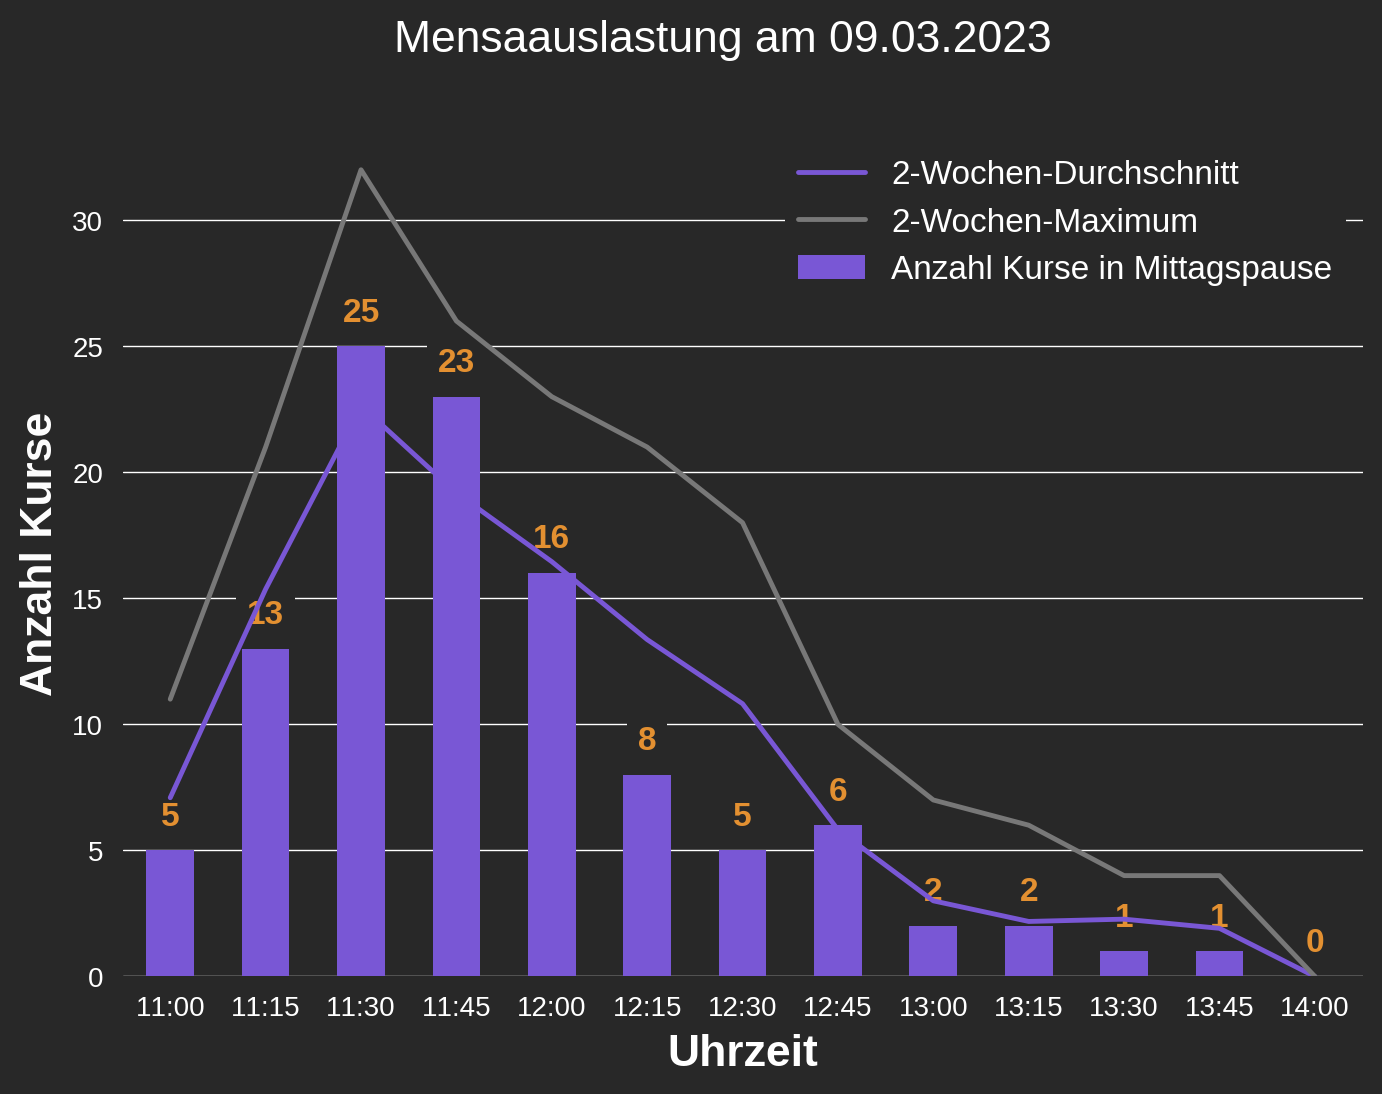 Mensaauslastung am 09.03.2023
2-Wochen-Durchschnitt
2-Wochen-Maximum
Anzahl Kurse in Mittagspause
Anzahl Kurse
30
25
20
15
10
5
0
5
13
25
23
16
8
5
6
2
2
1
1
0
11:00 11:15 11:30 11:45 12:00 12:15 12:30 12:45 13:00 13:15 13:30 13:45 14:00
Uhrzeit